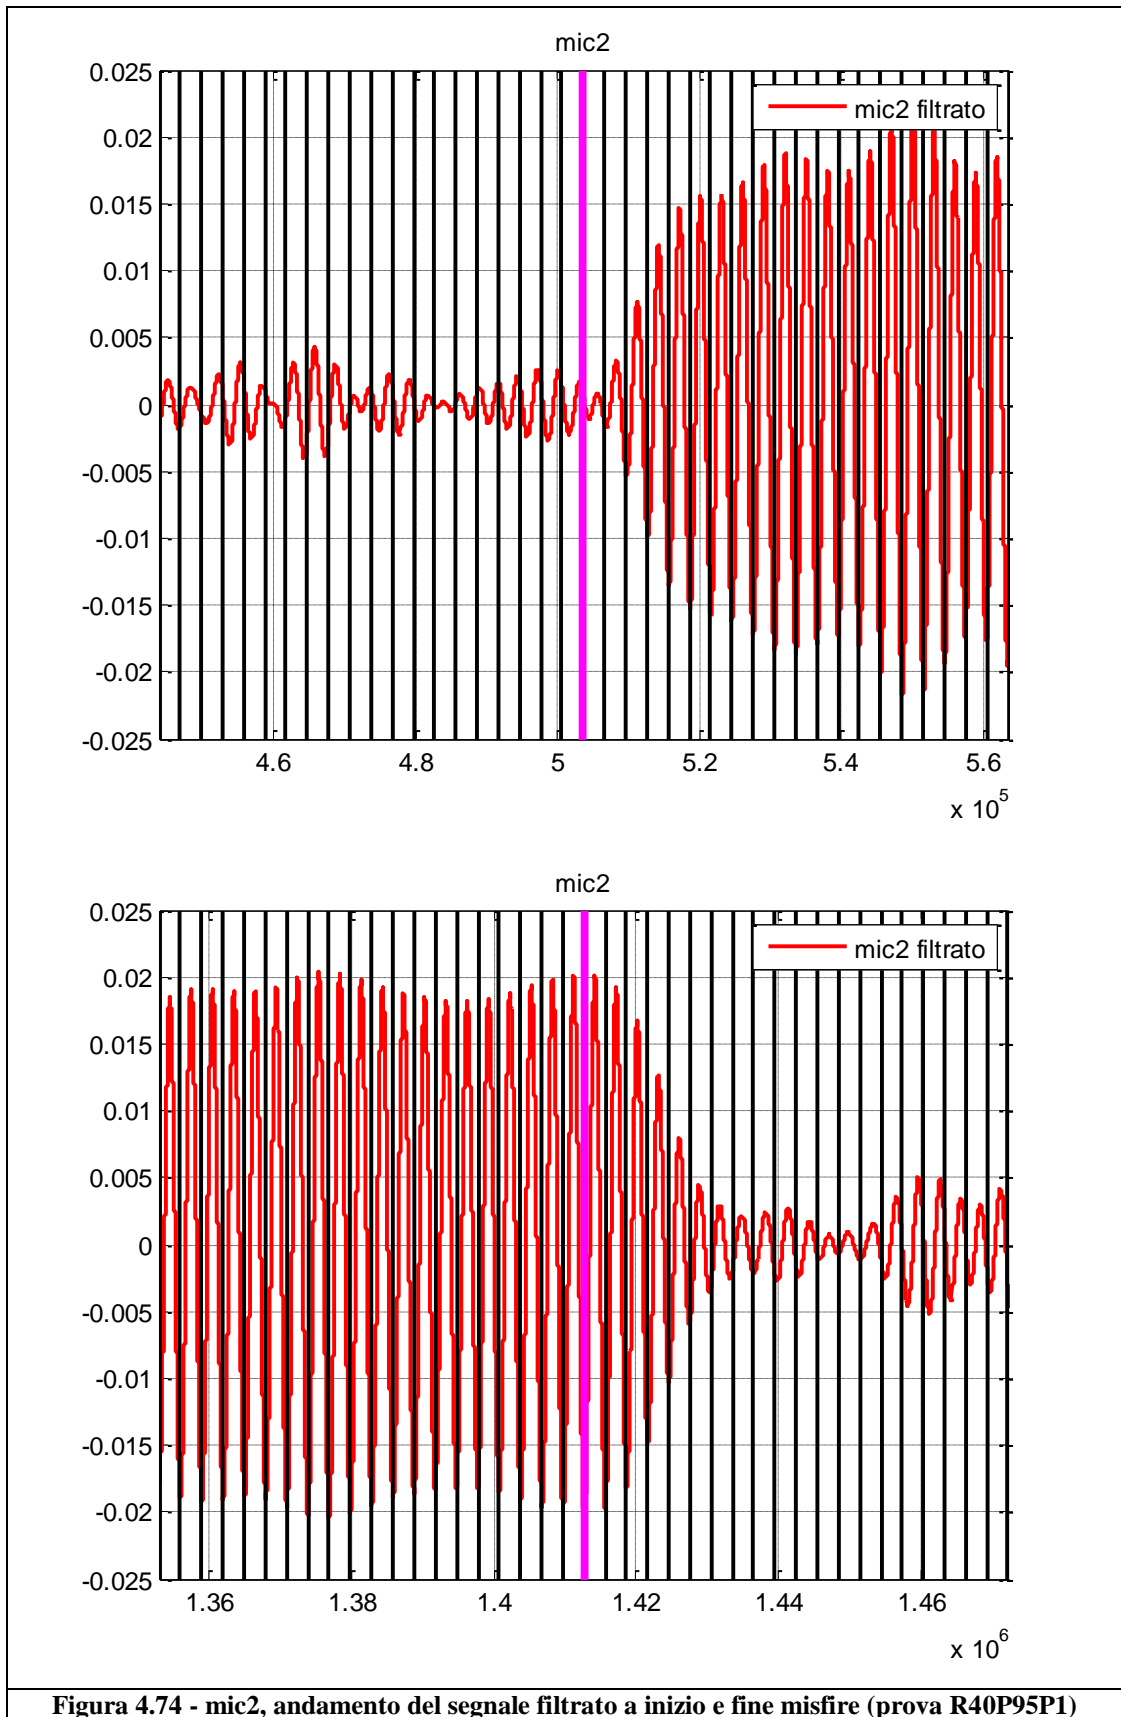 mic2
0.025
mic2 filtrato
0.02
0.015
0.01
0.005
0
-0.005
-0.01
-0.015
-0.02
-0.025
4.6 4.8 5 5.2 5.4 5.6
x 10^5
mic2
0.025
mic2 filtrato
0.02
0.015
0.01
0.005
0
-0.005
-0.01
-0.015
-0.02
-0.025
1.36 1.38 1.4 1.42 1.44 1.46
x 10^6
Figura 4.74 - mic2, andamento del segnale filtrato a inizio e fine misfire (prova R40P95P1)